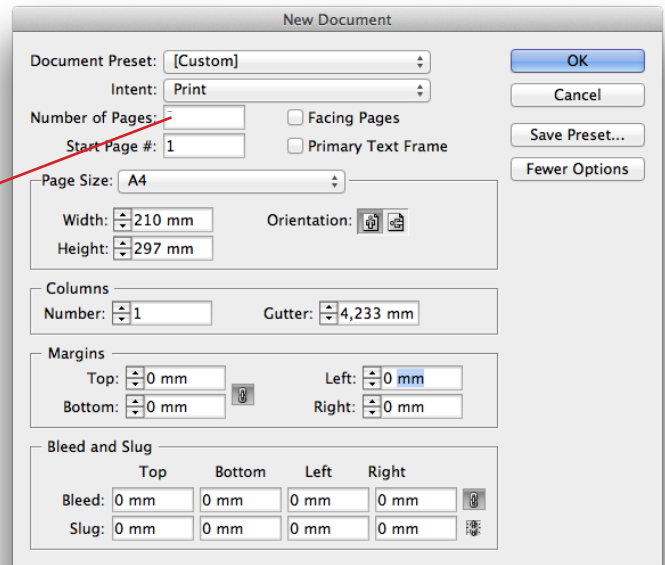 New Document
Document Preset: [Custom]
OK
Intent: Print
Cancel
Number of Pages:
Facing Pages
Save Preset...
Start Page #: 1
Primary Text Frame
Fewer Options
Page Size: A4
Width: 210 mm
Orientation:
Height: 297 mm
Columns
Number: 1
Gutter: 4,233 mm
Margins
Top: 0 mm
Left: 0 mm
Bottom: 0 mm
Right: 0 mm
Bleed and Slug
Top Bottom Left Right
Bleed: 0 mm 0 mm 0 mm 0 mm
Slug: 0 mm 0 mm 0 mm 0 mm